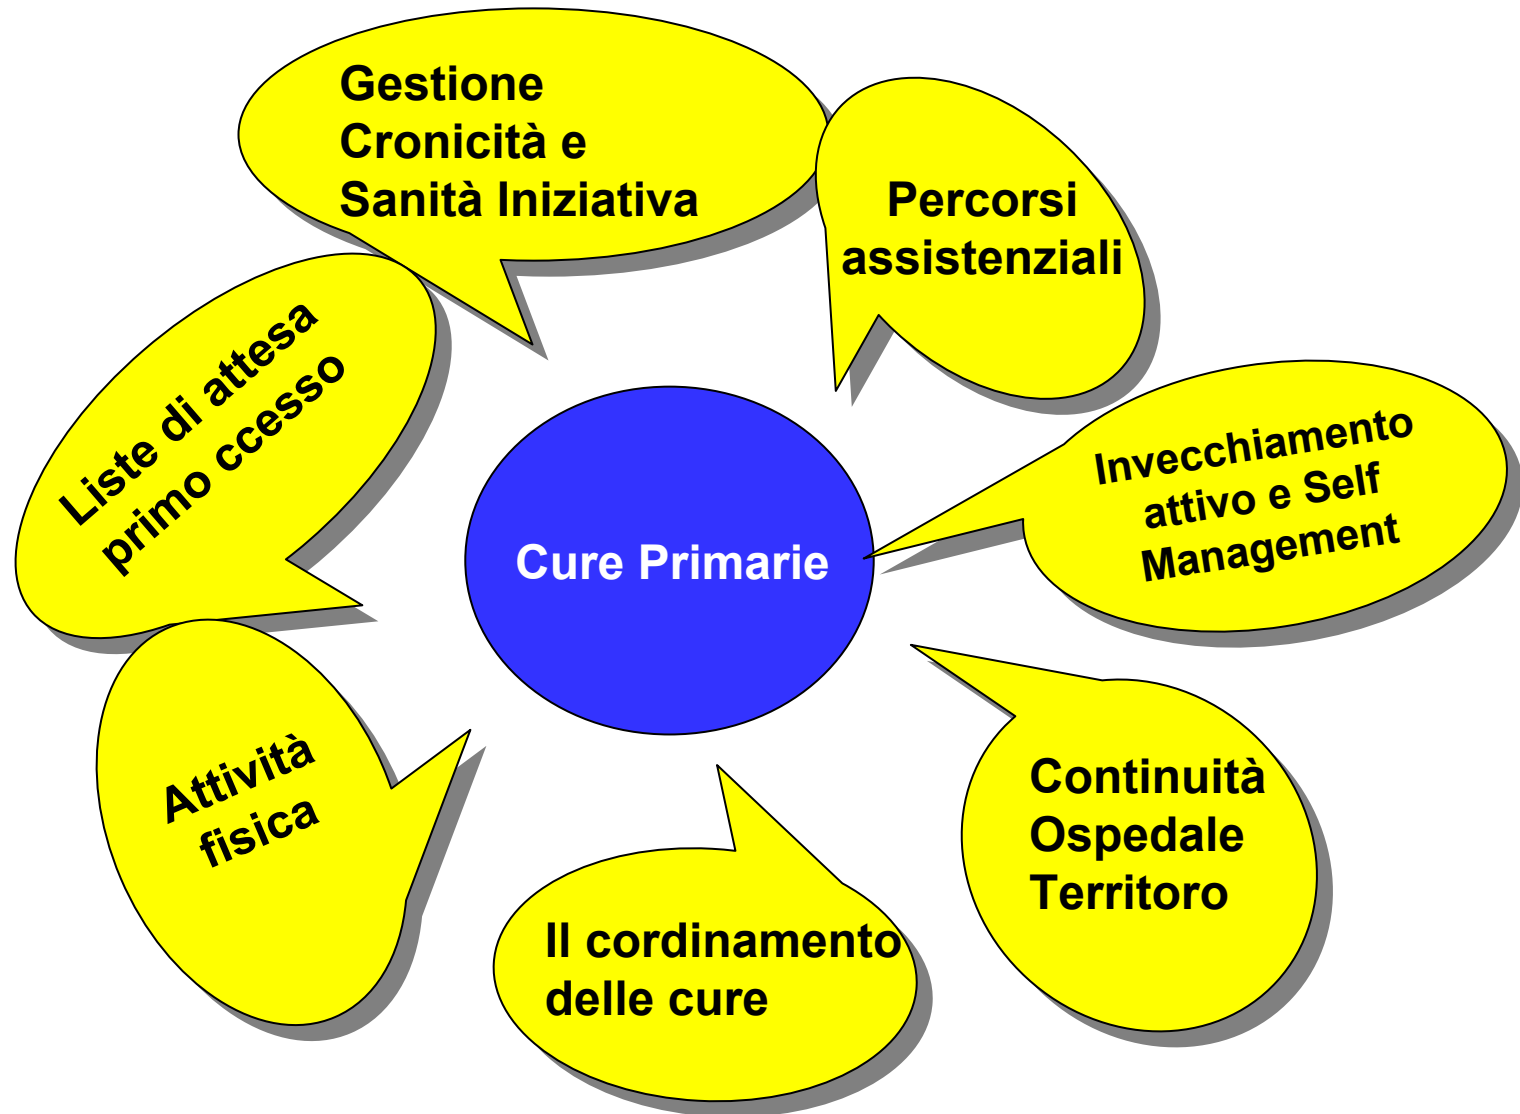 Gestione
Cronicità e
Sanità Iniziativa
Percorsi
assistenziali
Liste di attesa
primo ccesso
Invecchiamento
attivo e Self
Management
Cure Primarie
Attività
fisica
Continuità
Ospedale
Territoro
Il cordinamento
delle cure